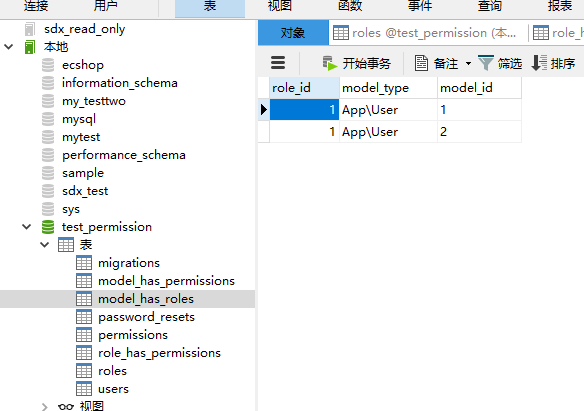 连接 用户 表 视图 函数 事件 查询 报表
sdx_read_only
本地
ecshop
information_schema
my_testtwo
mysql
mytest
performance_schema
sample
sdx_test
sys
test_permission
表
migrations
model_has_permissions
model_has_roles
password_resets
permissions
role_has_permissions
roles
users
视图
对象 roles @test_permission (本... role_h
开始事务 备注 筛选 排序
role_id model_type model_id
1 App\User 1
1 App\User 2